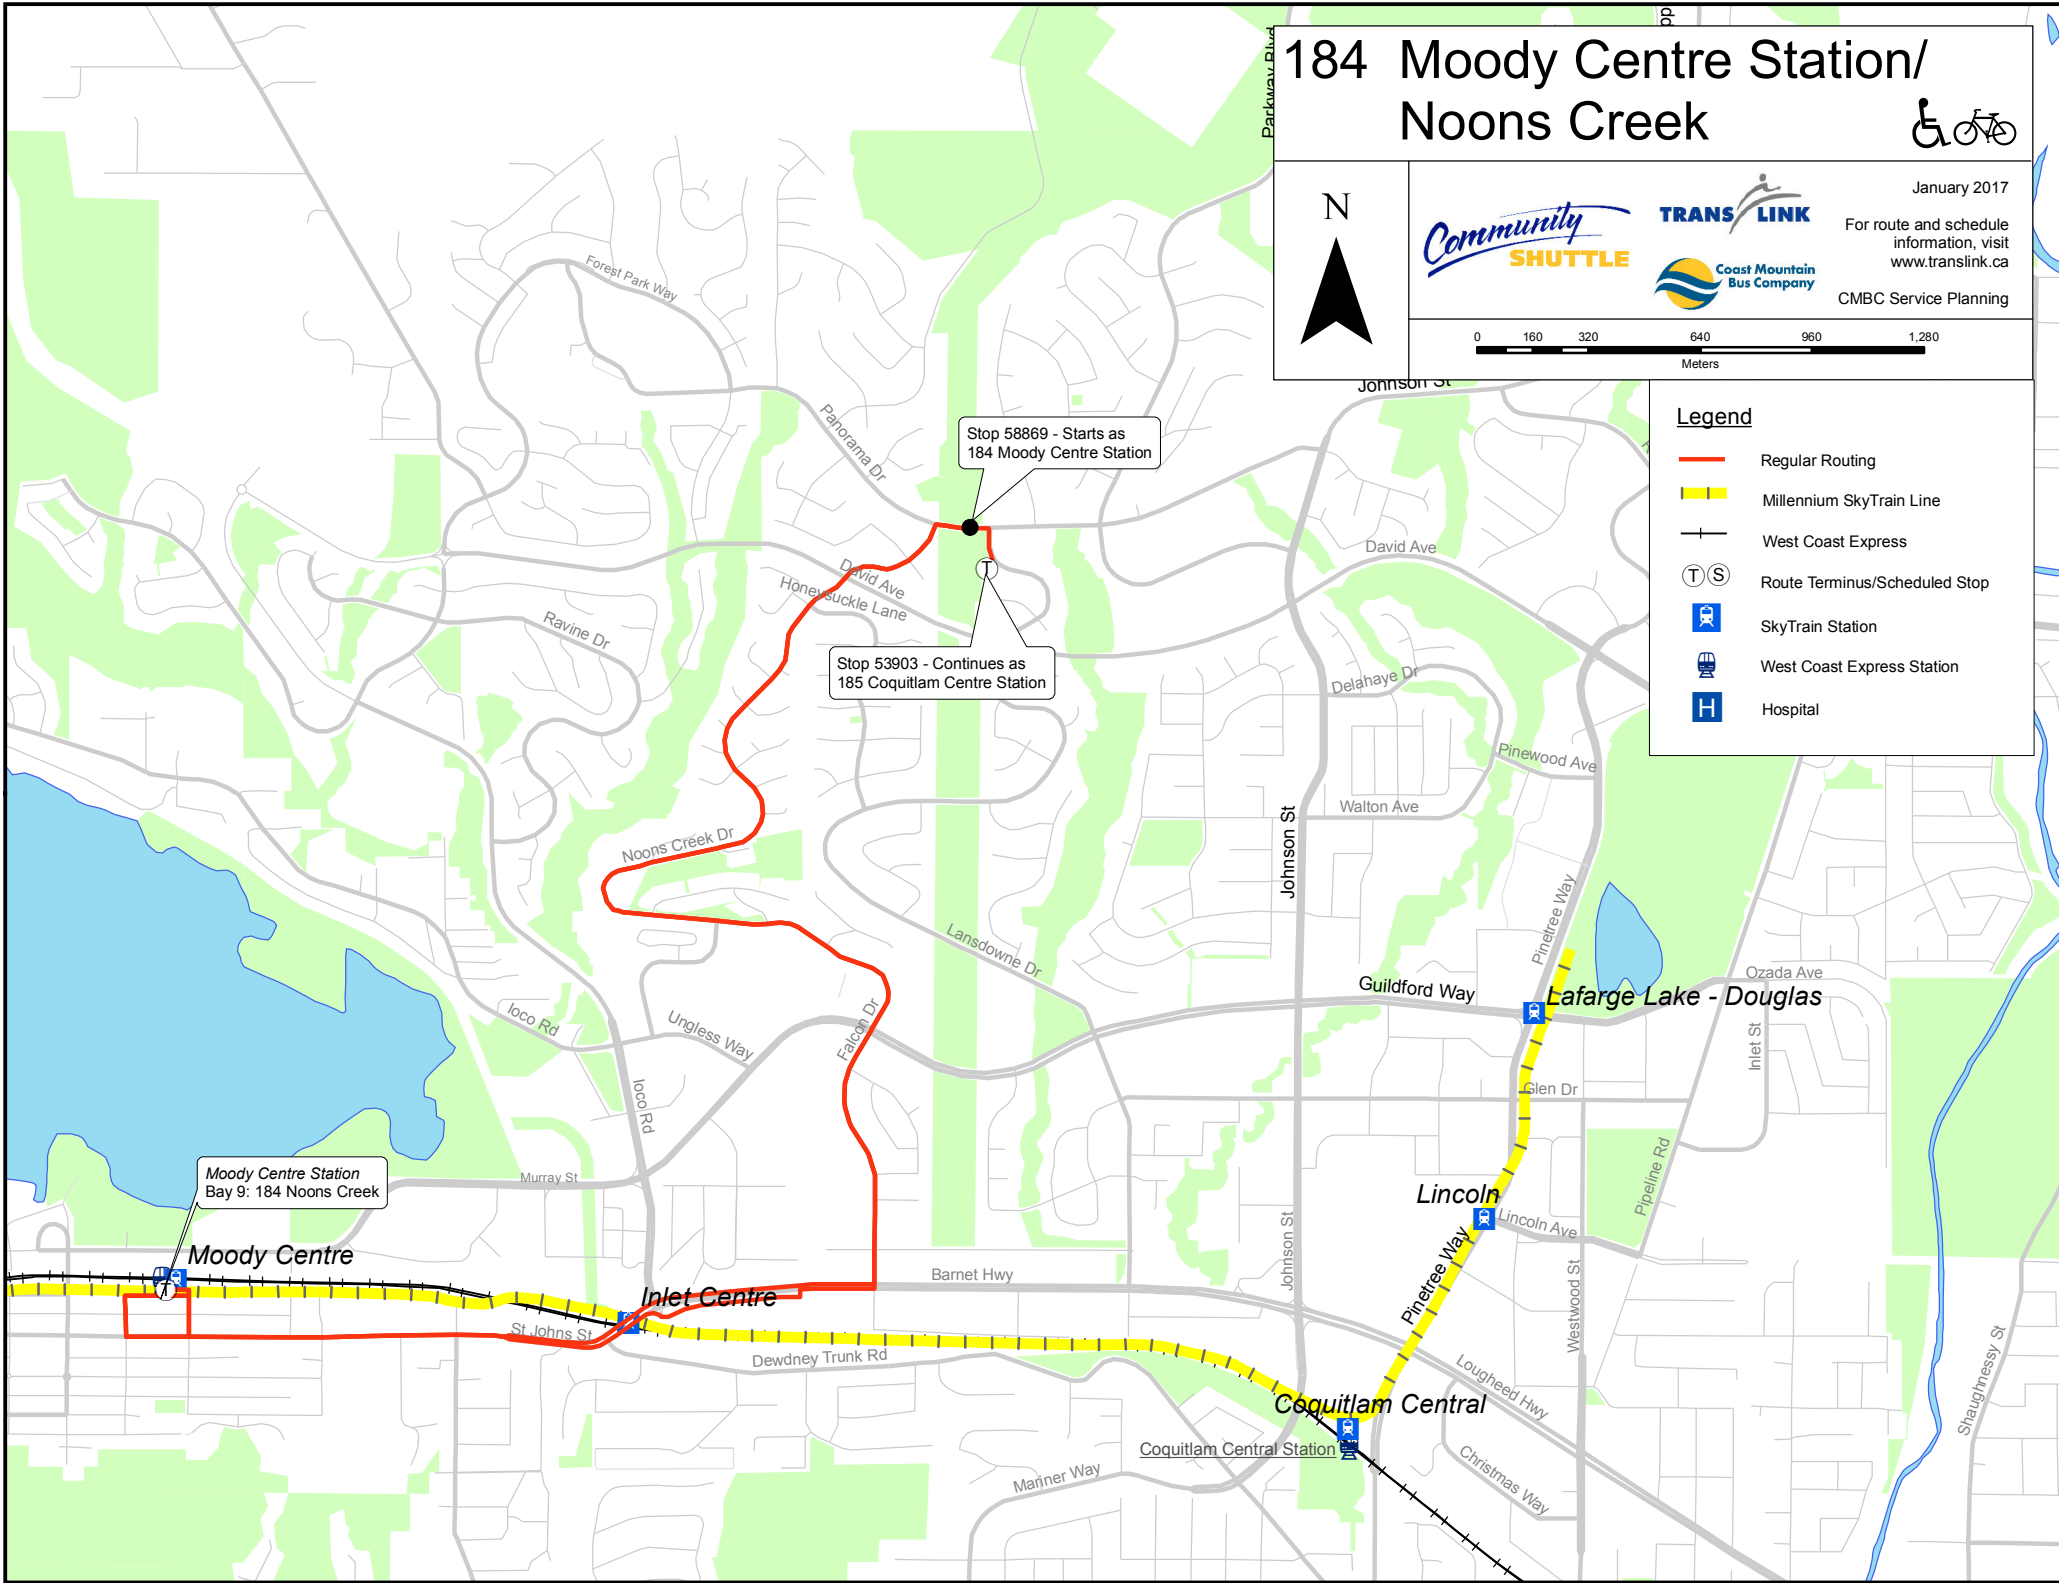 184 Moody Centre Station/
Noons Creek
N
Community
SHUTTLE
TRANS LINK
Coast Mountain
Bus Company
January 2017
For route and schedule
information, visit
www.translink.ca
CMBC Service Planning
0 160 320 640 960 1,280
Meters
Legend
Regular Routing
Millennium SkyTrain Line
West Coast Express
T S Route Terminus/Scheduled Stop
SkyTrain Station
West Coast Express Station
H Hospital
Parkway Blvd
Johnson St
Forest Park Way
Panorama Dr
Stop 58869 - Starts as
184 Moody Centre Station
T
David Ave
David Ave
Honeysuckle Lane
Ravine Dr
Stop 53903 - Continues as
185 Coquitlam Centre Station
Delahaye Dr
Pinewood Ave
Walton Ave
Johnson St
Noons Creek Dr
Pinetree Way
Lansdowne Dr
Guildford Way
Ozada Ave
Lafarge Lake - Douglas
Ioco Rd
Ungless Way
Falcon Dr
Inlet St
Ioco Rd
Glen Dr
Murray St
Pipeline Rd
Moody Centre Station
Bay 9: 184 Noons Creek
Lincoln
Lincoln Ave
Johnson St
Pinetree Way
Westwood St
Moody Centre
T
Barnet Hwy
Inlet Centre
St Johns St
Dewdney Trunk Rd
Lougheed Hwy
Shaughnessy St
Coquitlam Central
Coquitlam Central Station
Mariner Way
Christmas Way